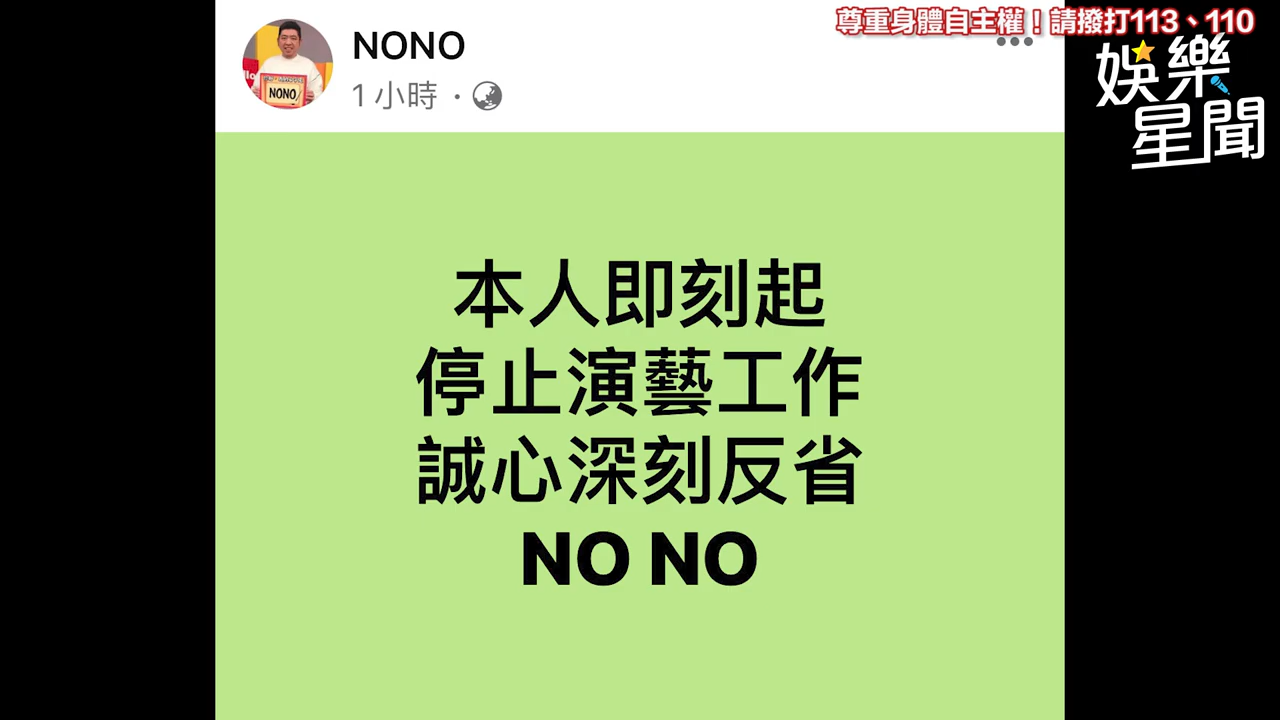 尊重身體自主權！請撥打113、110
娛樂
星聞
NONO
1 小時 ·
NONO
本人即刻起
停止演藝工作
誠心深刻反省
NO NO